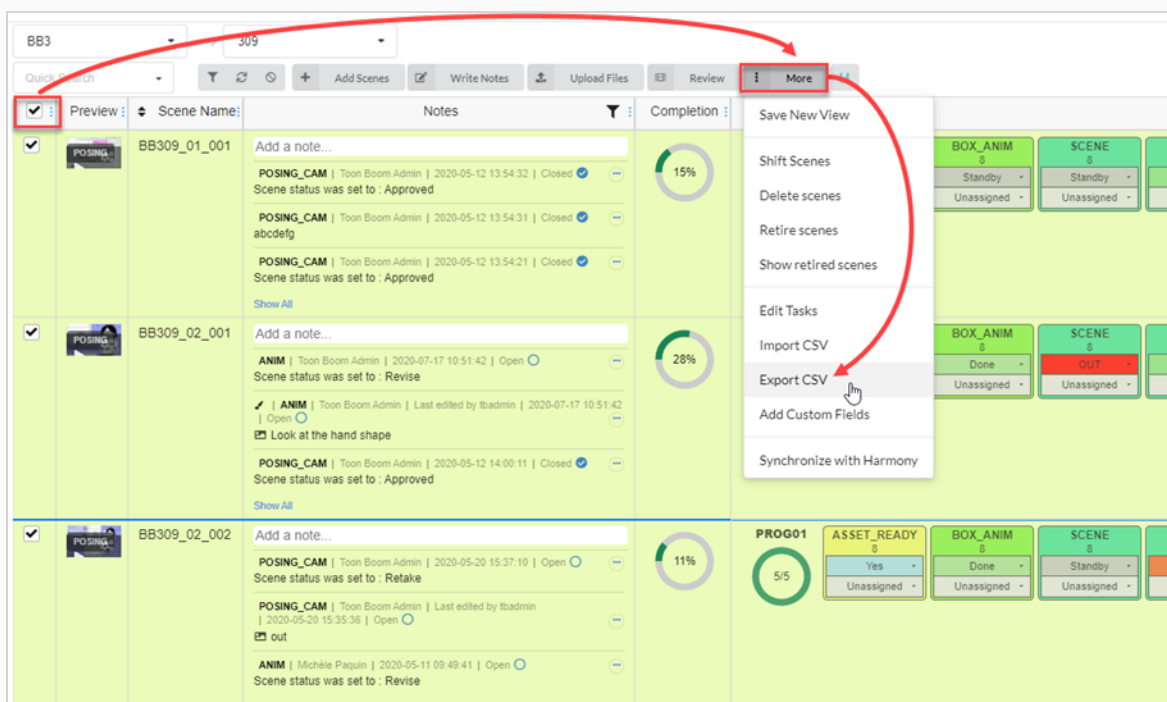 BB3
309
Quick Search
Add Scenes
Write Notes
Upload Files
Review
More
Preview
Scene Name
Notes
Completion
Save New View
Shift Scenes
Delete scenes
Retire scenes
Show retired scenes
Edit Tasks
Import CSV
Export CSV
Add Custom Fields
Synchronize with Harmony
POSING
BB309_01_001
Add a note...
POSING_CAM | Toon Boom Admin | 2020-05-12 13:54:32 | Closed
Scene status was set to : Approved
POSING_CAM | Toon Boom Admin | 2020-05-12 13:54:31 | Closed
abcdefg
POSING_CAM | Toon Boom Admin | 2020-05-12 13:54:21 | Closed
Scene status was set to : Approved
Show All
15%
BOX_ANIM
8
Standby
Unassigned
SCENE
8
Standby
Unassigned
POSING
BB309_02_001
Add a note...
ANIM | Toon Boom Admin | 2020-07-17 10:51:42 | Open
Scene status was set to : Revise
| ANIM | Toon Boom Admin | Last edited by tbadmin | 2020-07-17 10:51:42
| Open
Look at the hand shape
POSING_CAM | Toon Boom Admin | 2020-05-12 14:00:11 | Closed
Scene status was set to : Approved
Show All
28%
BOX_ANIM
8
Done
Unassigned
SCENE
8
OUT
Unassigned
POSING
BB309_02_002
Add a note...
POSING_CAM | Toon Boom Admin | 2020-05-20 15:37:10 | Open
Scene status was set to : Retake
POSING_CAM | Toon Boom Admin | Last edited by tbadmin
| 2020-05-20 15:35:36 | Open
out
ANIM | Michèle Paquin | 2020-05-11 09:49:41 | Open
Scene status was set to : Revise
11%
PROG01
5/5
ASSET_READY
8
Yes
Unassigned
BOX_ANIM
8
Done
Unassigned
SCENE
8
Standby
Unassigned